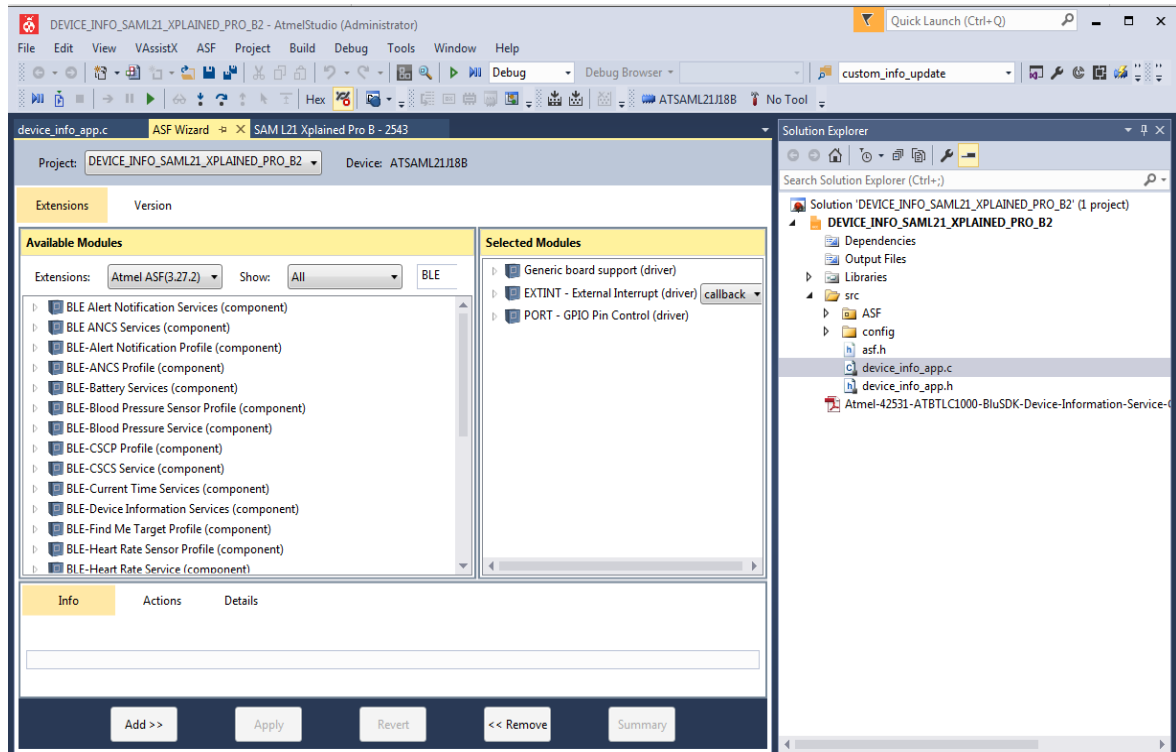 DEVICE_INFO_SAML21_XPLAINED_PRO_B2 - AtmelStudio (Administrator)
Quick Launch (Ctrl+Q)
File Edit View VAssistX ASF Project Build Debug Tools Window Help
Debug Debug Browser custom_info_update
Hex ATSAML21J18B No Tool
device_info_app.c ASF Wizard SAM L21 Xplained Pro B - 2543
Project: DEVICE_INFO_SAML21_XPLAINED_PRO_B2 Device: ATSAML21J18B
Extensions Version
Available Modules
Extensions: Atmel ASF(3.27.2) Show: All BLE
BLE Alert Notification Services (component)
BLE ANCS Services (component)
BLE-Alert Notification Profile (component)
BLE-ANCS Profile (component)
BLE-Battery Services (component)
BLE-Blood Pressure Sensor Profile (component)
BLE-Blood Pressure Service (component)
BLE-CSCP Profile (component)
BLE-CSCS Service (component)
BLE-Current Time Services (component)
BLE-Device Information Services (component)
BLE-Find Me Target Profile (component)
BLE-Heart Rate Sensor Profile (component)
BLE-Heart Rate Service (component)
Selected Modules
Generic board support (driver)
EXTINT - External Interrupt (driver) callback
PORT - GPIO Pin Control (driver)
Info Actions Details
Add >> Apply Revert << Remove Summary
Solution Explorer
Search Solution Explorer (Ctrl+;)
Solution 'DEVICE_INFO_SAML21_XPLAINED_PRO_B2' (1 project)
DEVICE_INFO_SAML21_XPLAINED_PRO_B2
Dependencies
Output Files
Libraries
src
ASF
config
asf.h
device_info_app.c
device_info_app.h
Atmel-42531-ATBTLC1000-BluSDK-Device-Information-Service-